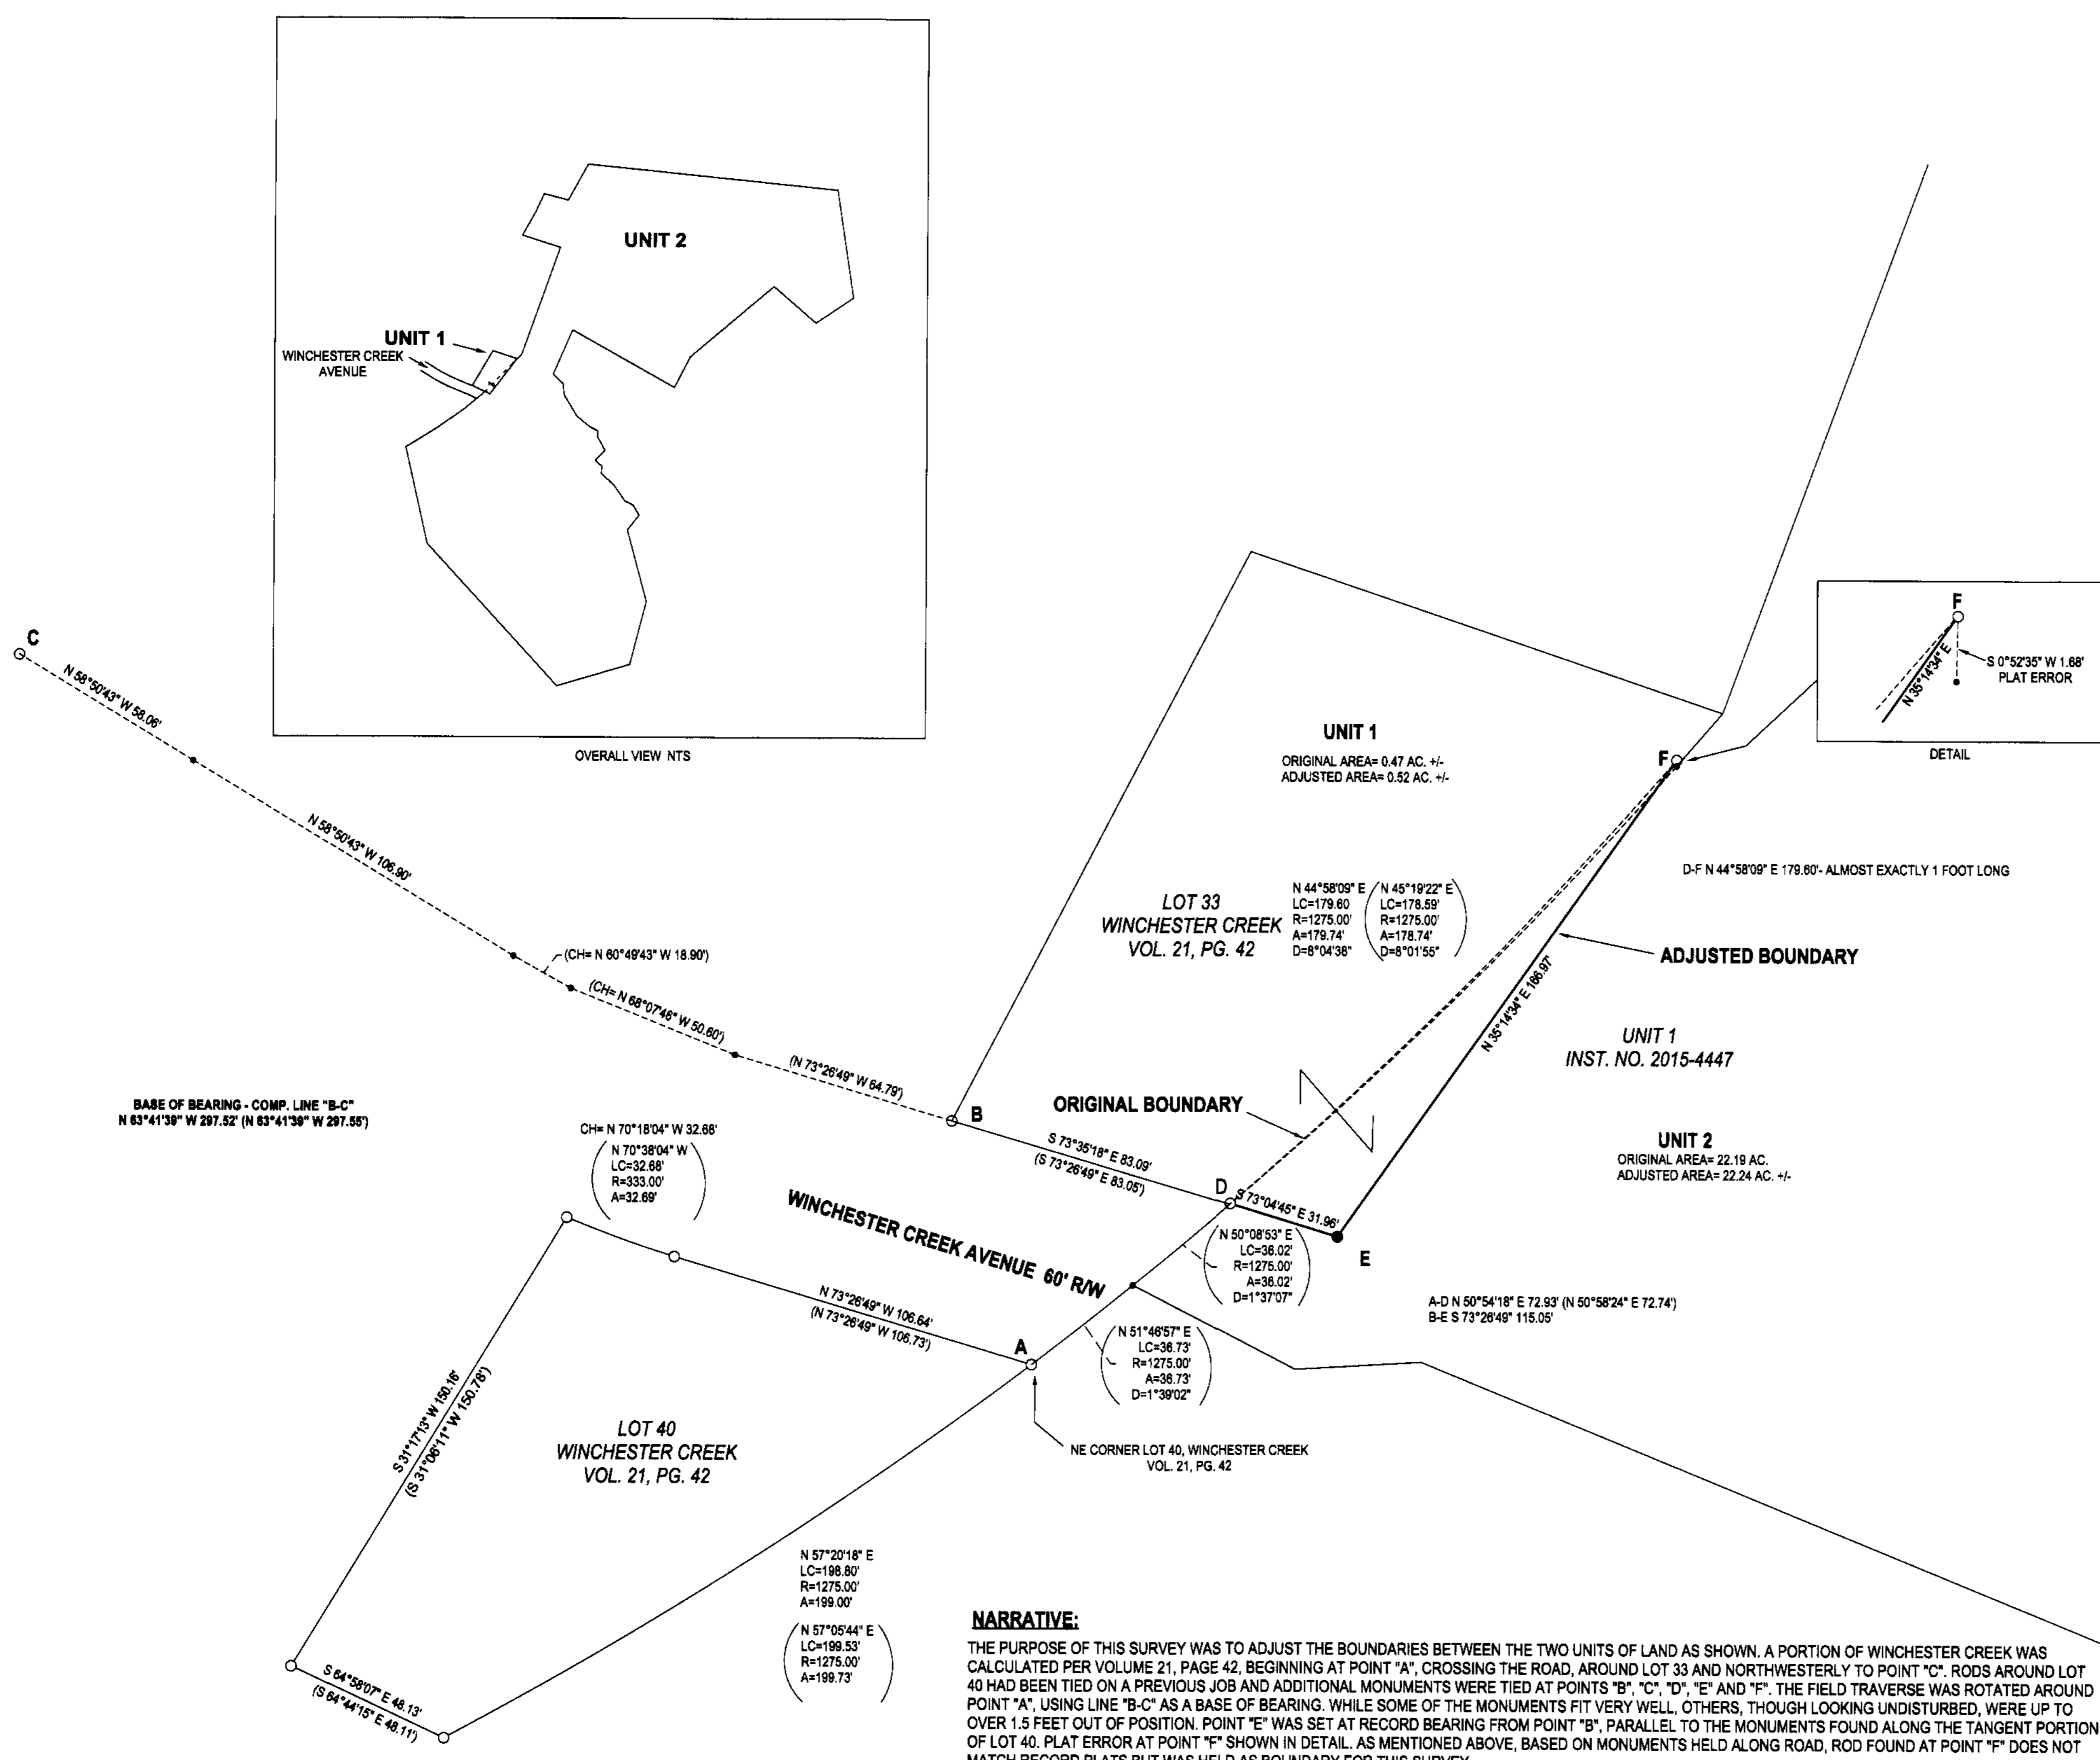 UNIT 2
UNIT 1
WINCHESTER CREEK
AVENUE
OVERALL VIEW NTS
C
N 58°50'43" W 58.06'
N 58°50'43" W 106.90'
(CH= N 60°49'43" W 18.90')
(CH= N 68°07'46" W 50.60')
(N 73°26'49" W 64.79')
B
BASE OF BEARING - COMP. LINE "B-C"
N 63°41'39" W 297.52' (N 63°41'39" W 297.55')
UNIT 1
ORIGINAL AREA= 0.47 AC. +/-
ADJUSTED AREA= 0.52 AC. +/-
F
F
N 35°14'34" E
S 0°52'35" W 1.68'
PLAT ERROR
DETAIL
D-F N 44°58'09" E 179.60'- ALMOST EXACTLY 1 FOOT LONG
LOT 33
WINCHESTER CREEK
VOL. 21, PG. 42
N 44°58'09" E
LC=179.60
R=1275.00'
A=179.74'
D=8°04'38"
(N 45°19'22" E
LC=178.59'
R=1275.00'
A=178.74'
D=8°01'55")
ADJUSTED BOUNDARY
N 35°14'34" E 186.97'
UNIT 1
INST. NO. 2015-4447
ORIGINAL BOUNDARY
N
UNIT 2
ORIGINAL AREA= 22.19 AC.
ADJUSTED AREA= 22.24 AC. +/-
S 73°35'18" E 83.09'
(S 73°26'49" E 83.05')
D
S 73°04'45" E 31.96'
E
CH= N 70°18'04" W 32.68'
(N 70°38'04" W
LC=32.68'
R=333.00'
A=32.69')
WINCHESTER CREEK AVENUE 60' R/W
(N 50°08'53" E
LC=36.02'
R=1275.00'
A=36.02'
D=1°37'07")
A-D N 50°54'18" E 72.93' (N 50°58'24" E 72.74')
B-E S 73°26'49" 115.05'
N 73°26'49" W 106.64'
(N 73°26'49" W 106.73')
A
(N 51°46'57" E
LC=36.73'
R=1275.00'
A=36.73'
D=1°39'02")
NE CORNER LOT 40, WINCHESTER CREEK
VOL. 21, PG. 42
S 31°17'13" W 150.16'
(S 31°06'11" W 150.78')
LOT 40
WINCHESTER CREEK
VOL. 21, PG. 42
N 57°20'18" E
LC=198.80'
R=1275.00'
A=199.00'
(N 57°05'44" E
LC=199.53'
R=1275.00'
A=199.73')
S 64°58'07" E 48.13'
(S 64°44'15" E 48.11')
NARRATIVE:
THE PURPOSE OF THIS SURVEY WAS TO ADJUST THE BOUNDARIES BETWEEN THE TWO UNITS OF LAND AS SHOWN. A PORTION OF WINCHESTER CREEK WAS
CALCULATED PER VOLUME 21, PAGE 42, BEGINNING AT POINT "A", CROSSING THE ROAD, AROUND LOT 33 AND NORTHWESTERLY TO POINT "C". RODS AROUND LOT
40 HAD BEEN TIED ON A PREVIOUS JOB AND ADDITIONAL MONUMENTS WERE TIED AT POINTS "B", "C", "D", "E" AND "F". THE FIELD TRAVERSE WAS ROTATED AROUND
POINT "A", USING LINE "B-C" AS A BASE OF BEARING. WHILE SOME OF THE MONUMENTS FIT VERY WELL, OTHERS, THOUGH LOOKING UNDISTURBED, WERE UP TO
OVER 1.5 FEET OUT OF POSITION. POINT "E" WAS SET AT RECORD BEARING FROM POINT "B", PARALLEL TO THE MONUMENTS FOUND ALONG THE TANGENT PORTION
OF LOT 40. PLAT ERROR AT POINT "F" SHOWN IN DETAIL. AS MENTIONED ABOVE, BASED ON MONUMENTS HELD ALONG ROAD, ROD FOUND AT POINT "F" DOES NOT
MATCH RECORD PLATS BUT WAS HELD AS BOUNDARY FOR THIS SURVEY